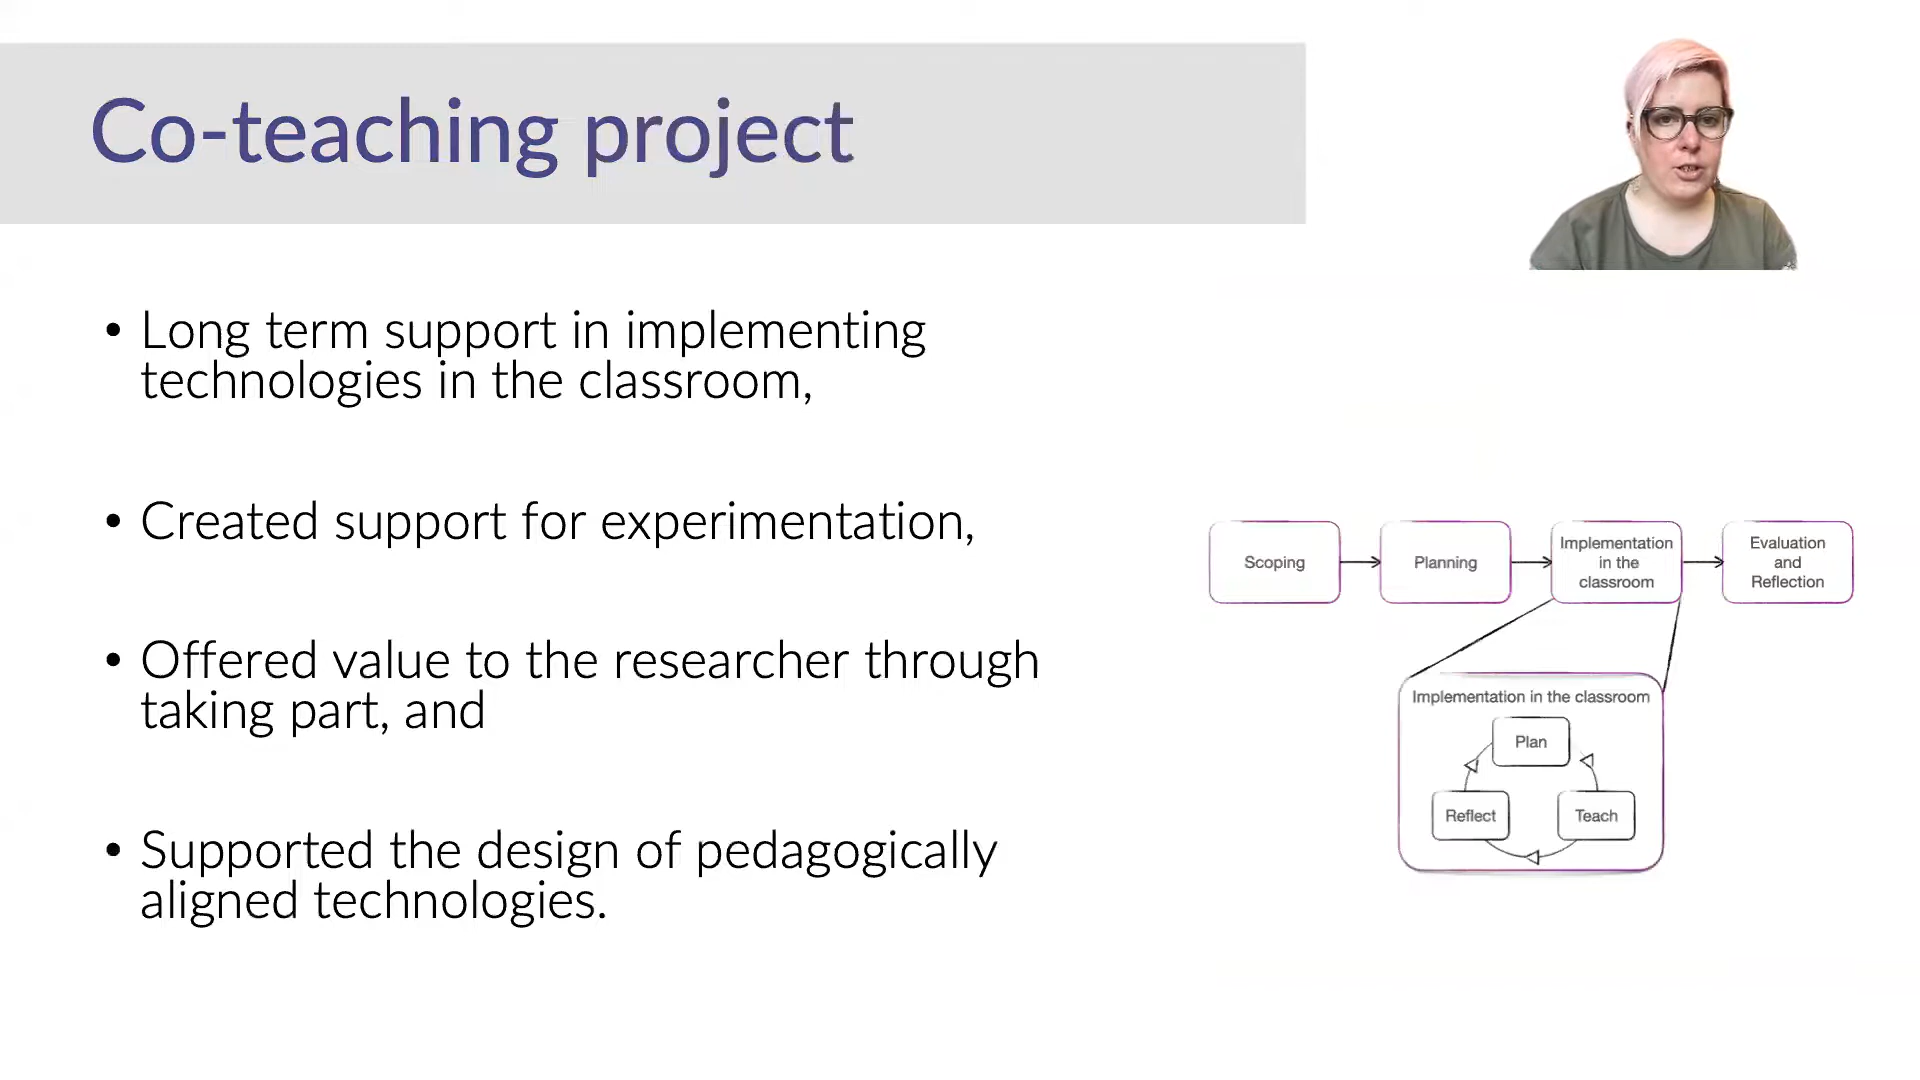 Co-teaching project
• Long term support in implementing
technologies in the classroom,
• Created support for experimentation,
• Offered value to the researcher through
taking part, and
• Supported the design of pedagogically
aligned technologies.
Scoping
Planning
Implementation
in the
classroom
Evaluation
and
Reflection
Implementation in the classroom
Plan
Reflect
Teach